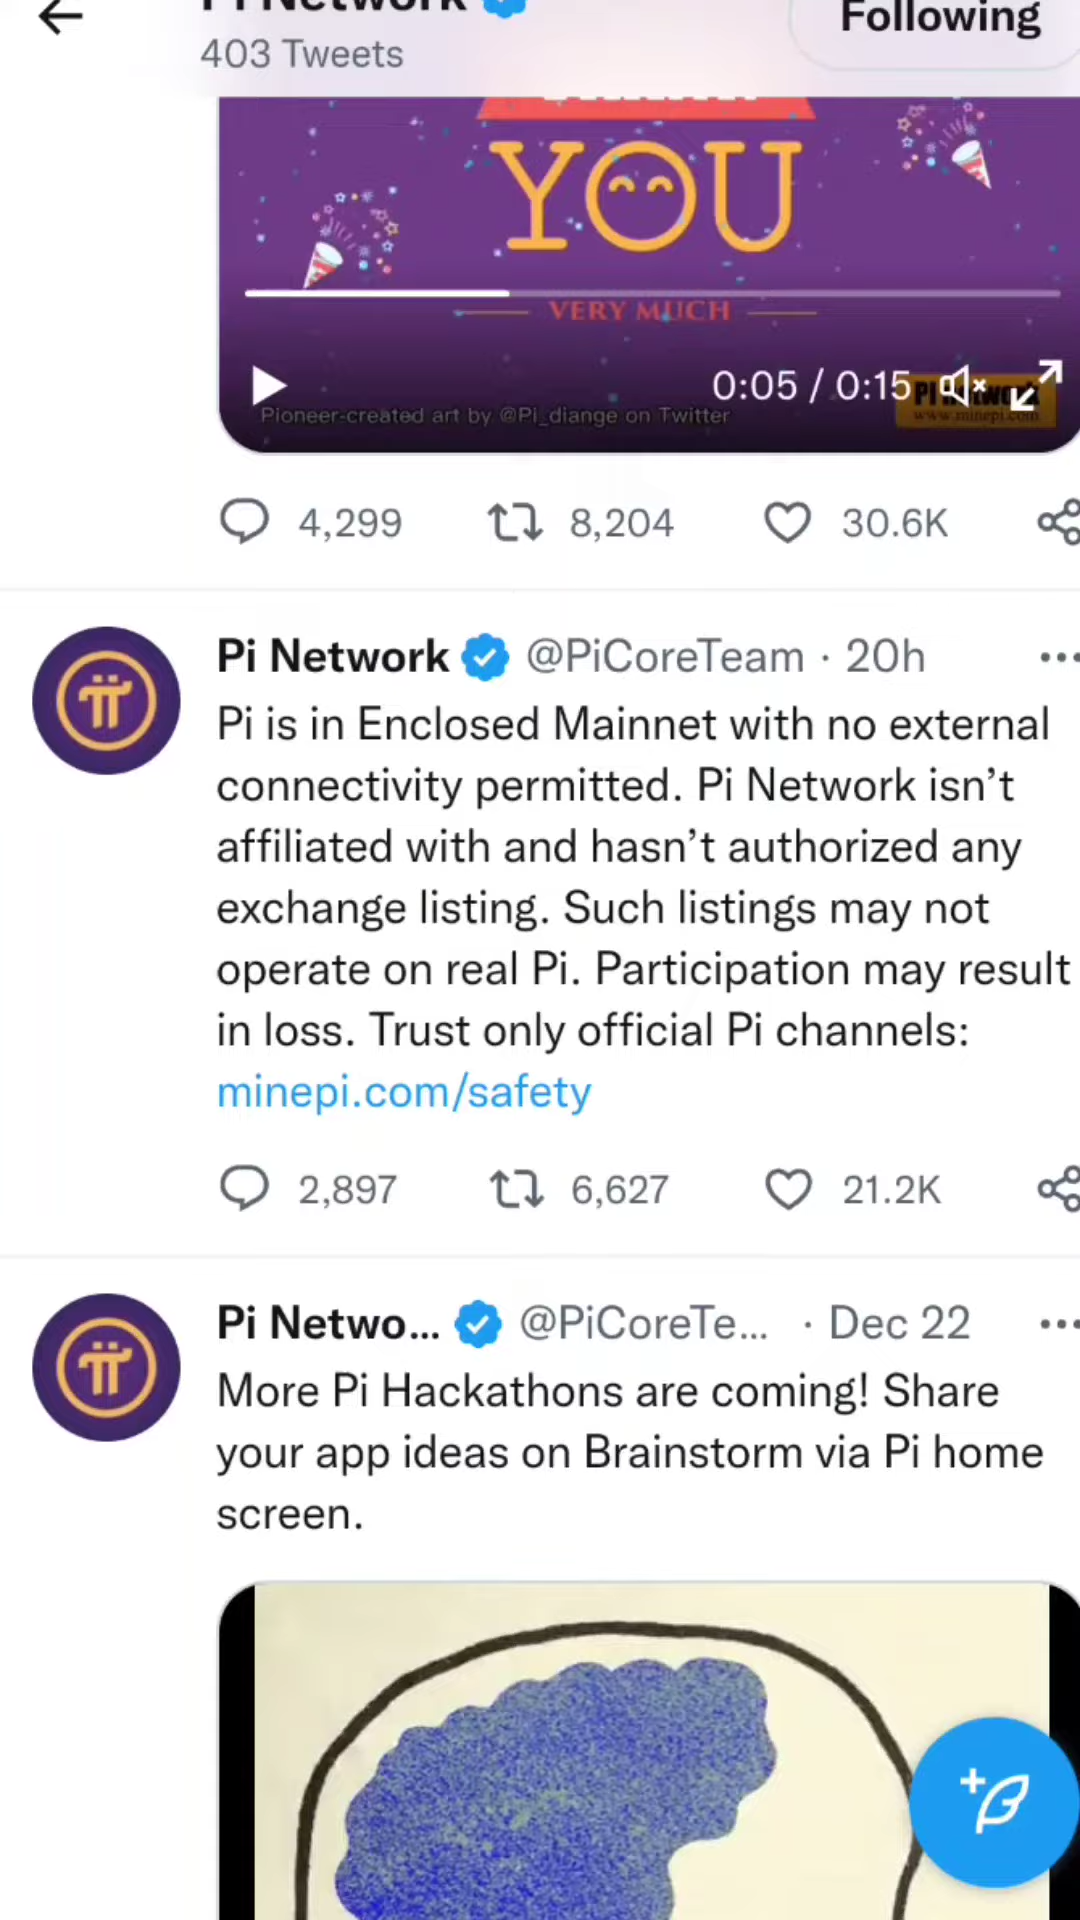 Pi Network
403 Tweets
Following
YOU
VERY MUCH
0:05 / 0:15
Pioneer-created art by @Pi_diange on Twitter
www.minepi.com
4,299 8,204 30.6K
Pi Network @PiCoreTeam · 20h
Pi is in Enclosed Mainnet with no external
connectivity permitted. Pi Network isn’t
affiliated with and hasn’t authorized any
exchange listing. Such listings may not
operate on real Pi. Participation may result
in loss. Trust only official Pi channels:
minepi.com/safety
2,897 6,627 21.2K
Pi Netwo... @PiCoreTe... · Dec 22
More Pi Hackathons are coming! Share
your app ideas on Brainstorm via Pi home
screen.